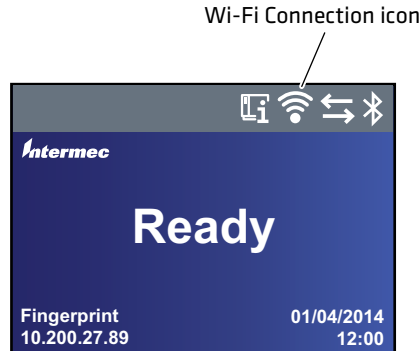 Wi-Fi Connection icon
Intermec
Ready
Fingerprint 01/04/2014
10.200.27.89 12:00